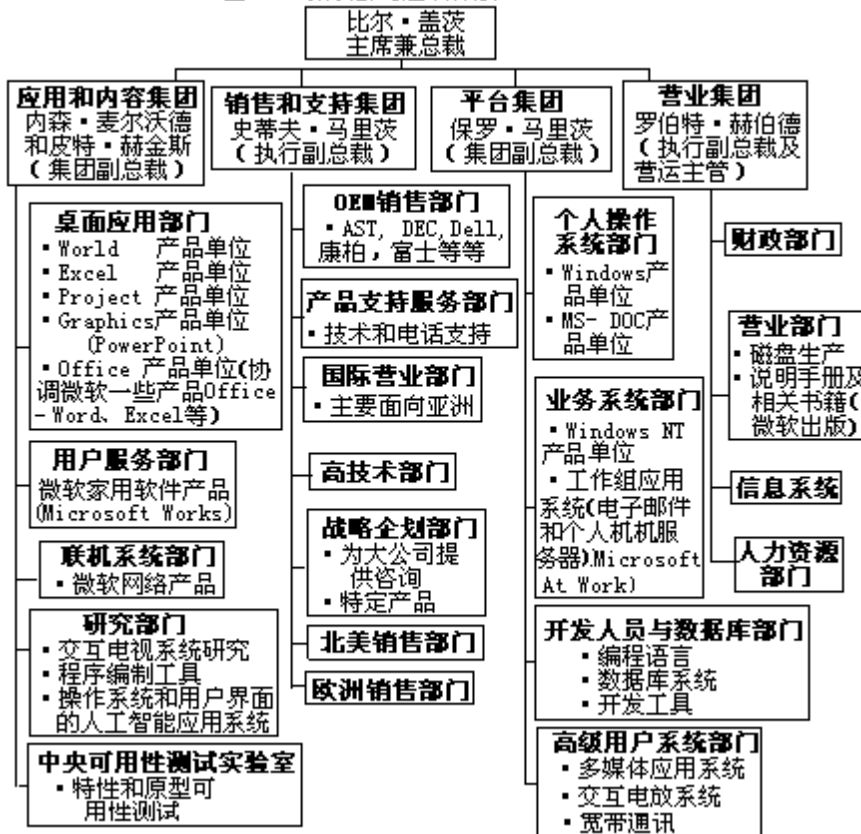 比尔·盖茨
主席兼总裁
应用和内容集团
内森·麦尔沃德
和皮特·赫金斯
(集团副总裁)
销售和支持集团
史蒂夫·马里茨
(执行副总裁)
平台集团
保罗·马里茨
(集团副总裁)
营业集团
罗伯特·赫伯德
(执行副总裁及
营运主管)
桌面应用部门
▪World 产品单位
▪Excel 产品单位
▪Project 产品单位
▪Graphics产品单位
(PowerPoint)
▪Office 产品单位(协
调微软一些产品Office
-Word、Excel等)
用户服务部门
微软家用软件产品
(Microsoft Works)
联机系统部门
▪微软网络产品
研究部门
▪交互电视系统研究
▪程序编制工具
▪操作系统和用户界面
的人工智能应用系统
中央可用性测试实验室
▪特性和原型可
用性测试
OEM销售部门
▪AST, DEC,Dell,
康柏,富士等等
产品支持服务部门
▪技术和电话支持
国际营业部门
▪主要面向亚洲
高技术部门
战略企划部门
▪为大公司提
供咨询
▪特定产品
北美销售部门
欧洲销售部门
个人操作
系统部门
▪Windows产
品单位
▪MS- DOC产
品单位
业务系统部门
▪Windows NT
产品单位
▪工作组应用
系统(电子邮件
和个人机机服
务器).Microsoft
At Work)
开发人员与数据库部门
▪编程语言
▪数据库系统
▪开发工具
高级用户系统部门
▪多媒体应用系统
▪交互电放系统
▪宽带通讯
财政部门
营业部门
▪磁盘生产
▪说明手册及
相关书籍(
微软出版)
信息系统
人力资源
部门